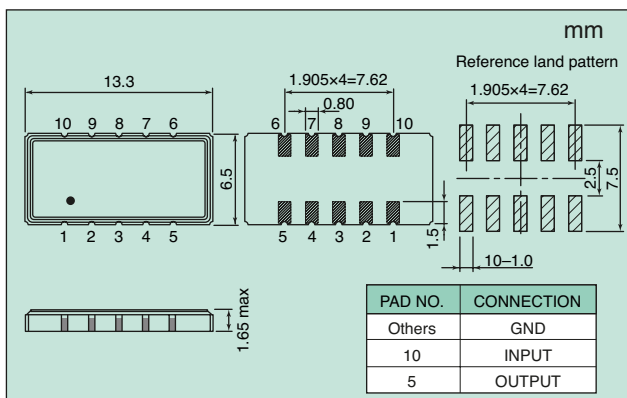 mm
Reference land pattern
13.3
1.905×4=7.62
1.905×4=7.62
0.80
10 9 8 7 6
6 7 8 9 10
6.5
2.5
7.5
1 2 3 4 5
5 4 3 2 1
1.5
10–1.0
1.65 max
PAD NO. CONNECTION
Others GND
10 INPUT
5 OUTPUT